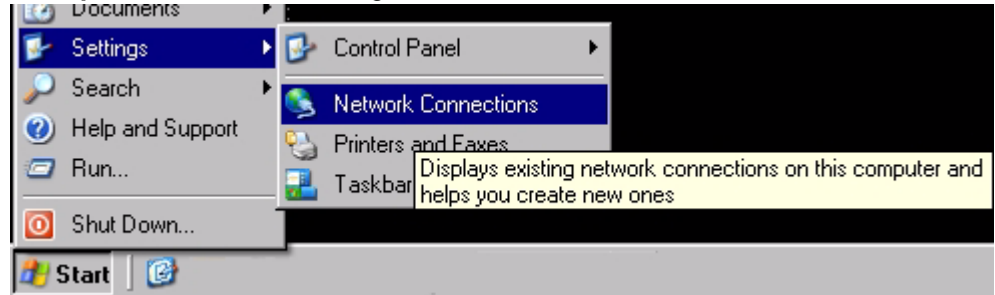 Documents
Settings
Search
Help and Support
Run...
Shut Down...
Start
Control Panel
Network Connections
Printers and Faxes
Taskbar
Displays existing network connections on this computer and
helps you create new ones